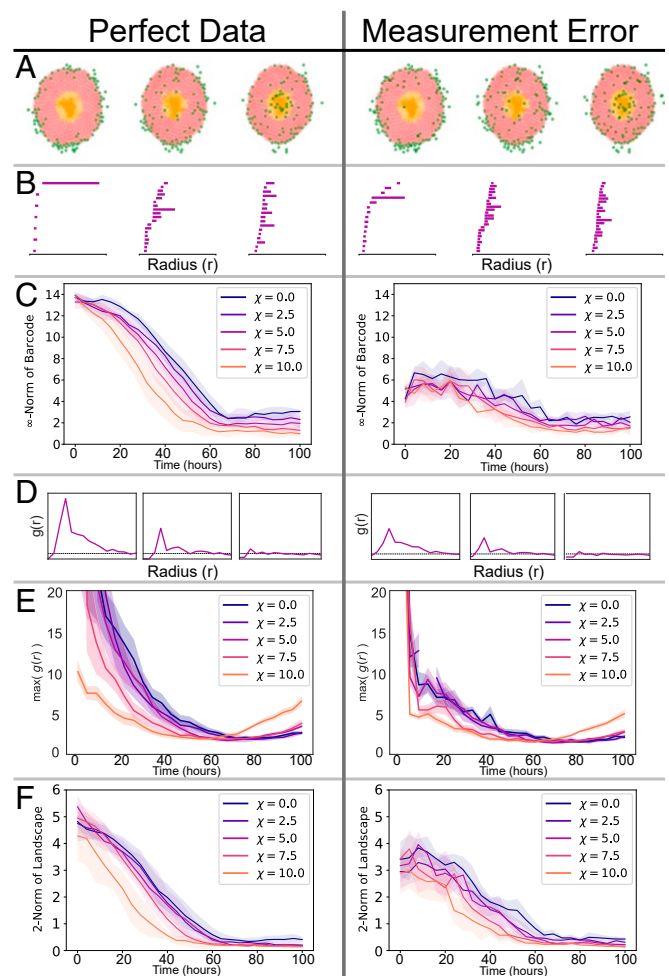 Perfect Data
Measurement Error
A
B
Radius (r)
Radius (r)
C
14
12
10
8
6
4
2
0
∞-Norm of Barcode
0 20 40 60 80 100
Time (hours)
χ = 0.0
χ = 2.5
χ = 5.0
χ = 7.5
χ = 10.0
14
12
10
8
6
4
2
0
∞-Norm of Barcode
0 20 40 60 80 100
Time (hours)
χ = 0.0
χ = 2.5
χ = 5.0
χ = 7.5
χ = 10.0
D
g(r)
Radius (r)
g(r)
Radius (r)
E
20
15
10
5
0
max( g(r) )
0 20 40 60 80 100
Time (hours)
χ = 0.0
χ = 2.5
χ = 5.0
χ = 7.5
χ = 10.0
20
15
10
5
0
max( g(r) )
0 20 40 60 80 100
Time (hours)
χ = 0.0
χ = 2.5
χ = 5.0
χ = 7.5
χ = 10.0
F
6
5
4
3
2
1
0
2-Norm of Landscape
0 20 40 60 80 100
Time (hours)
χ = 0.0
χ = 2.5
χ = 5.0
χ = 7.5
χ = 10.0
6
5
4
3
2
1
0
2-Norm of Landscape
0 20 40 60 80 100
Time (hours)
χ = 0.0
χ = 2.5
χ = 5.0
χ = 7.5
χ = 10.0